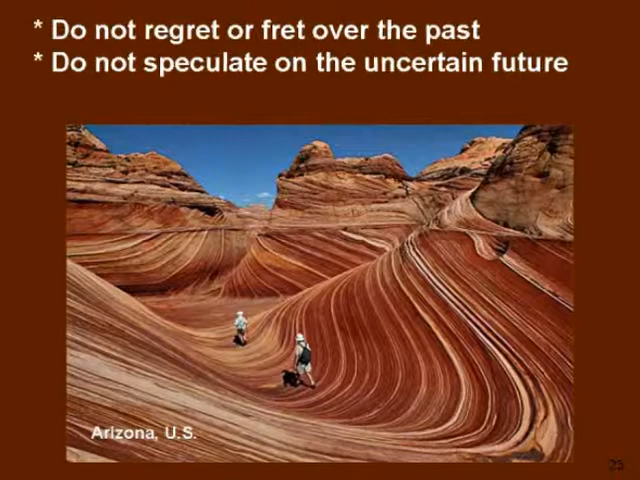 * Do not regret or fret over the past
* Do not speculate on the uncertain future
Arizona, U.S.
25